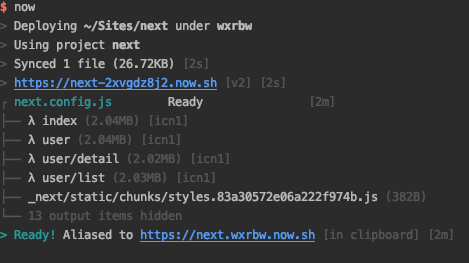 $ now
> Deploying ~/Sites/next under wxrbw
> Using project next
> Synced 1 file (26.72KB) [2s]
> https://next-2xvgdz8j2.now.sh [v2] [2s]
┌ next.config.js        Ready               [2m]
├── λ index (2.04MB) [icn1]
├── λ user (2.04MB) [icn1]
├── λ user/detail (2.02MB) [icn1]
├── λ user/list (2.03MB) [icn1]
├── _next/static/chunks/styles.83a30572e06a222f974b.js (382B)
└── 13 output items hidden
> Ready! Aliased to https://next.wxrbw.now.sh [in clipboard] [2m]